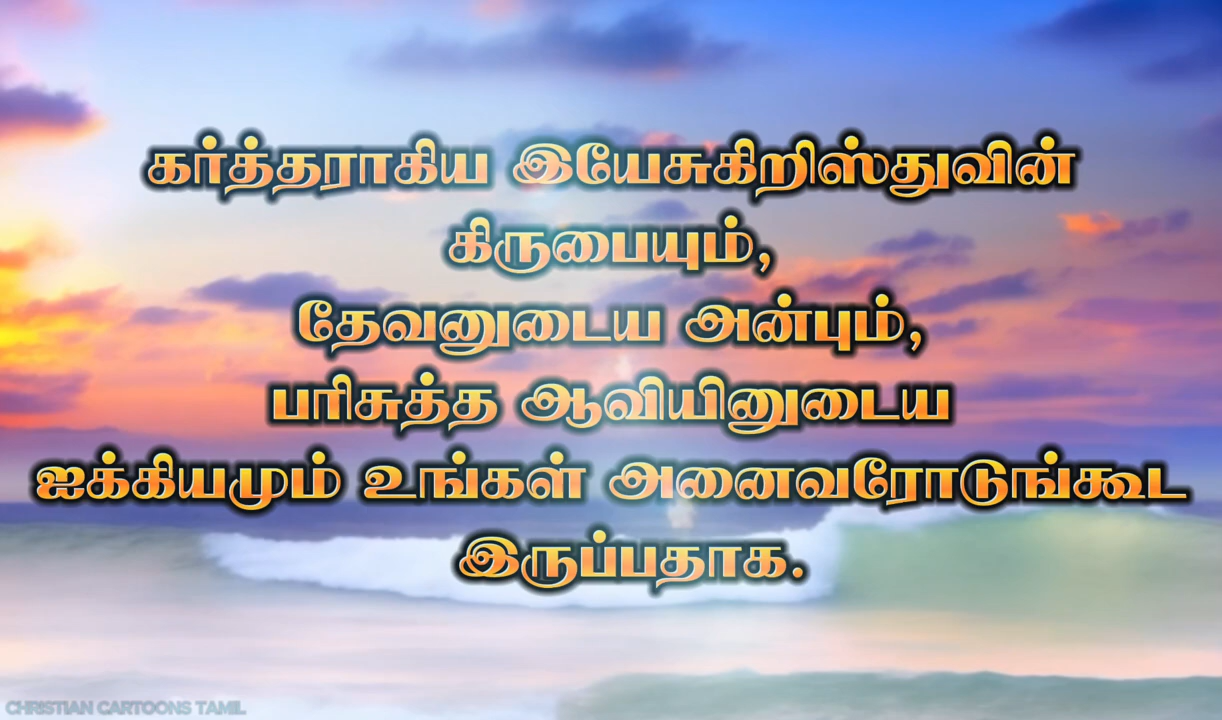 கர்த்தராகிய இயேசுகிறிஸ்துவின்
கிருபையும்,
தேவனுடைய அன்பும்,
பரிசுத்த ஆவியினுடைய
ஐக்கியமும் உங்கள் அனைவரோடுங்கூட
இருப்பதாக.
CHRISTIAN CARTOONS TAMIL